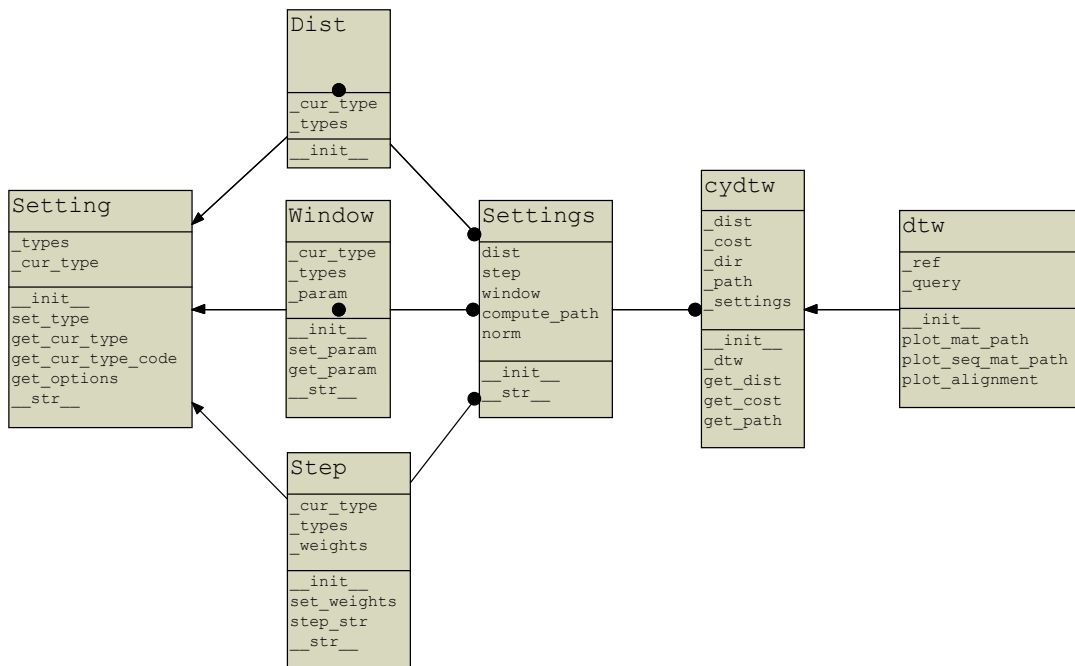 Dist
_cur_type
_types
__init__
Setting
_types
_cur_type
__init__
set_type
get_cur_type
get_cur_type_code
get_options
__str__
Window
_cur_type
_types
_param
__init__
set_param
get_param
__str__
Step
_cur_type
_types
_weights
__init__
set_weights
step_str
__str__
Settings
dist
step
window
compute_path
norm
__init__
__str__
cydtw
_dist
_cost
_dir
_path
_settings
__init__
_dtw
get_dist
get_cost
get_path
dtw
_ref
_query
__init__
plot_mat_path
plot_seq_mat_path
plot_alignment